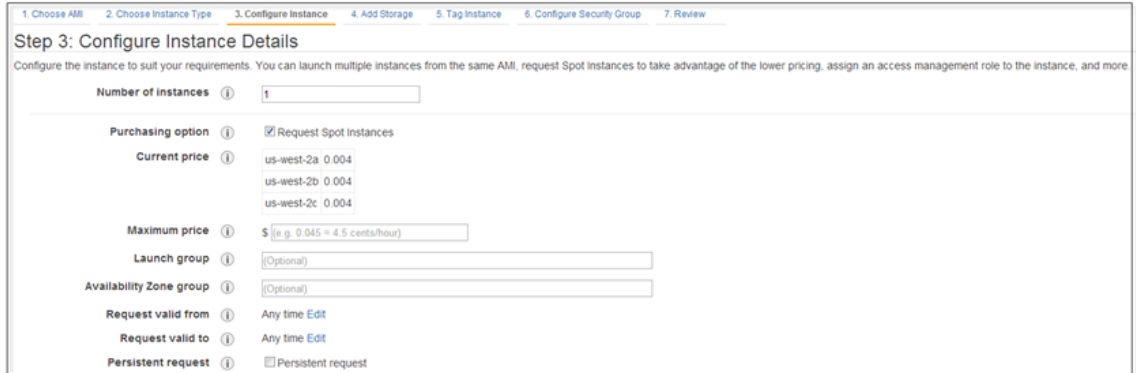 1. Choose AMI 2. Choose Instance Type 3. Configure Instance 4. Add Storage 5. Tag Instance 6. Configure Security Group 7. Review
Step 3: Configure Instance Details
Configure the instance to suit your requirements. You can launch multiple instances from the same AMI, request Spot Instances to take advantage of the lower pricing, assign an access management role to the instance, and more.
Number of instances 1
Purchasing option Request Spot Instances
Current price us-west-2a 0.004
us-west-2b 0.004
us-west-2c 0.004
Maximum price $ (e.g. 0.045 = 4.5 cents/hour)
Launch group (Optional)
Availability Zone group (Optional)
Request valid from Any time Edit
Request valid to Any time Edit
Persistent request Persistent request